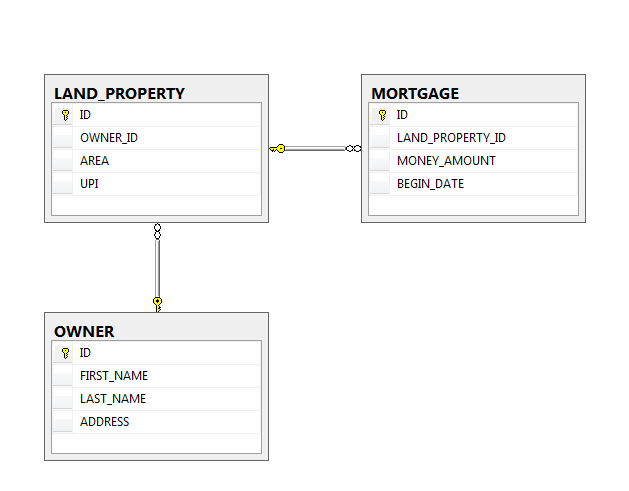 LAND_PROPERTY
ID
OWNER_ID
AREA
UPI
MORTGAGE
ID
LAND_PROPERTY_ID
MONEY_AMOUNT
BEGIN_DATE
OWNER
ID
FIRST_NAME
LAST_NAME
ADDRESS